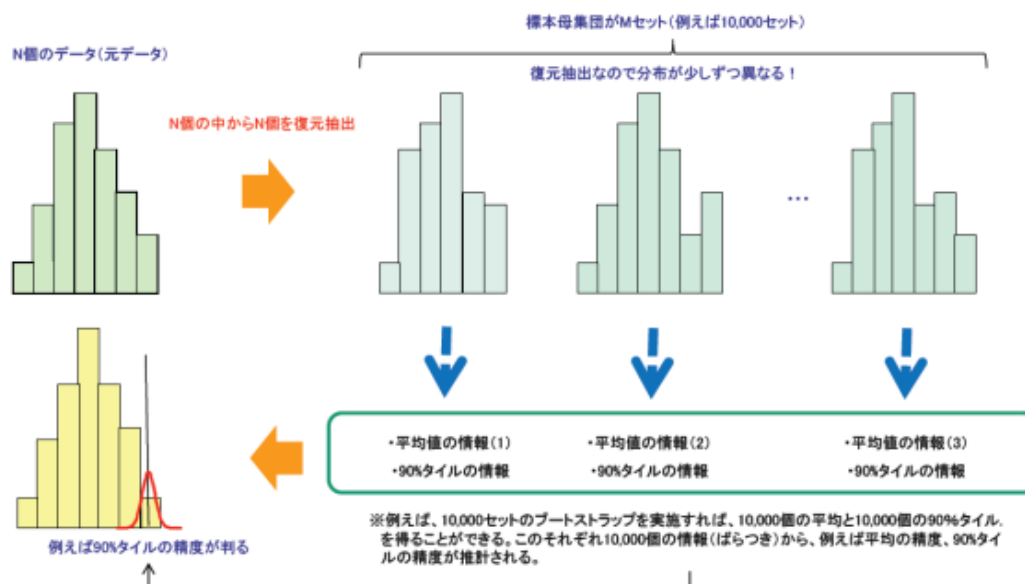 標本母集団がMセット(例えば10,000セット)
N個のデータ(元データ)
復元抽出なので分布が少しずつ異なる！
N個の中からN個を復元抽出
…
・平均値の情報(1)
・90%タイルの情報
・平均値の情報(2)
・90%タイルの情報
・平均値の情報(3)
・90%タイルの情報
例えば90%タイルの精度が判る
※例えば、10,000セットのブートストラップを実施すれば、10,000個の平均と10,000個の90%タイル.
を得ることができる。このそれぞれ10,000個の情報(ばらつき)から、例えば平均の精度、90%タイ
ルの精度が推計される。